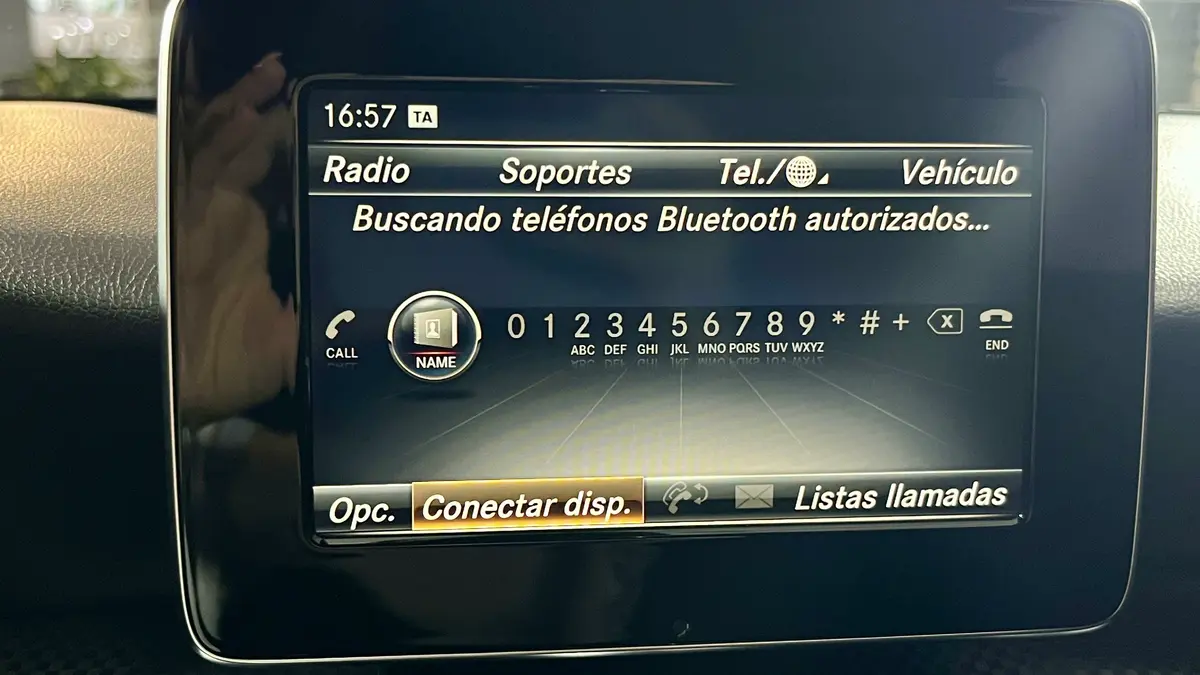 16:57 TA
Radio Soportes Tel./ Vehículo
Buscando teléfonos Bluetooth autorizados...
0 1 2 3 4 5 6 7 8 9 * # + X
CALL NAME ABC DEF GHI JKL MNO PQRS TUV WXYZ END
Opc. Conectar disp. Listas llamadas